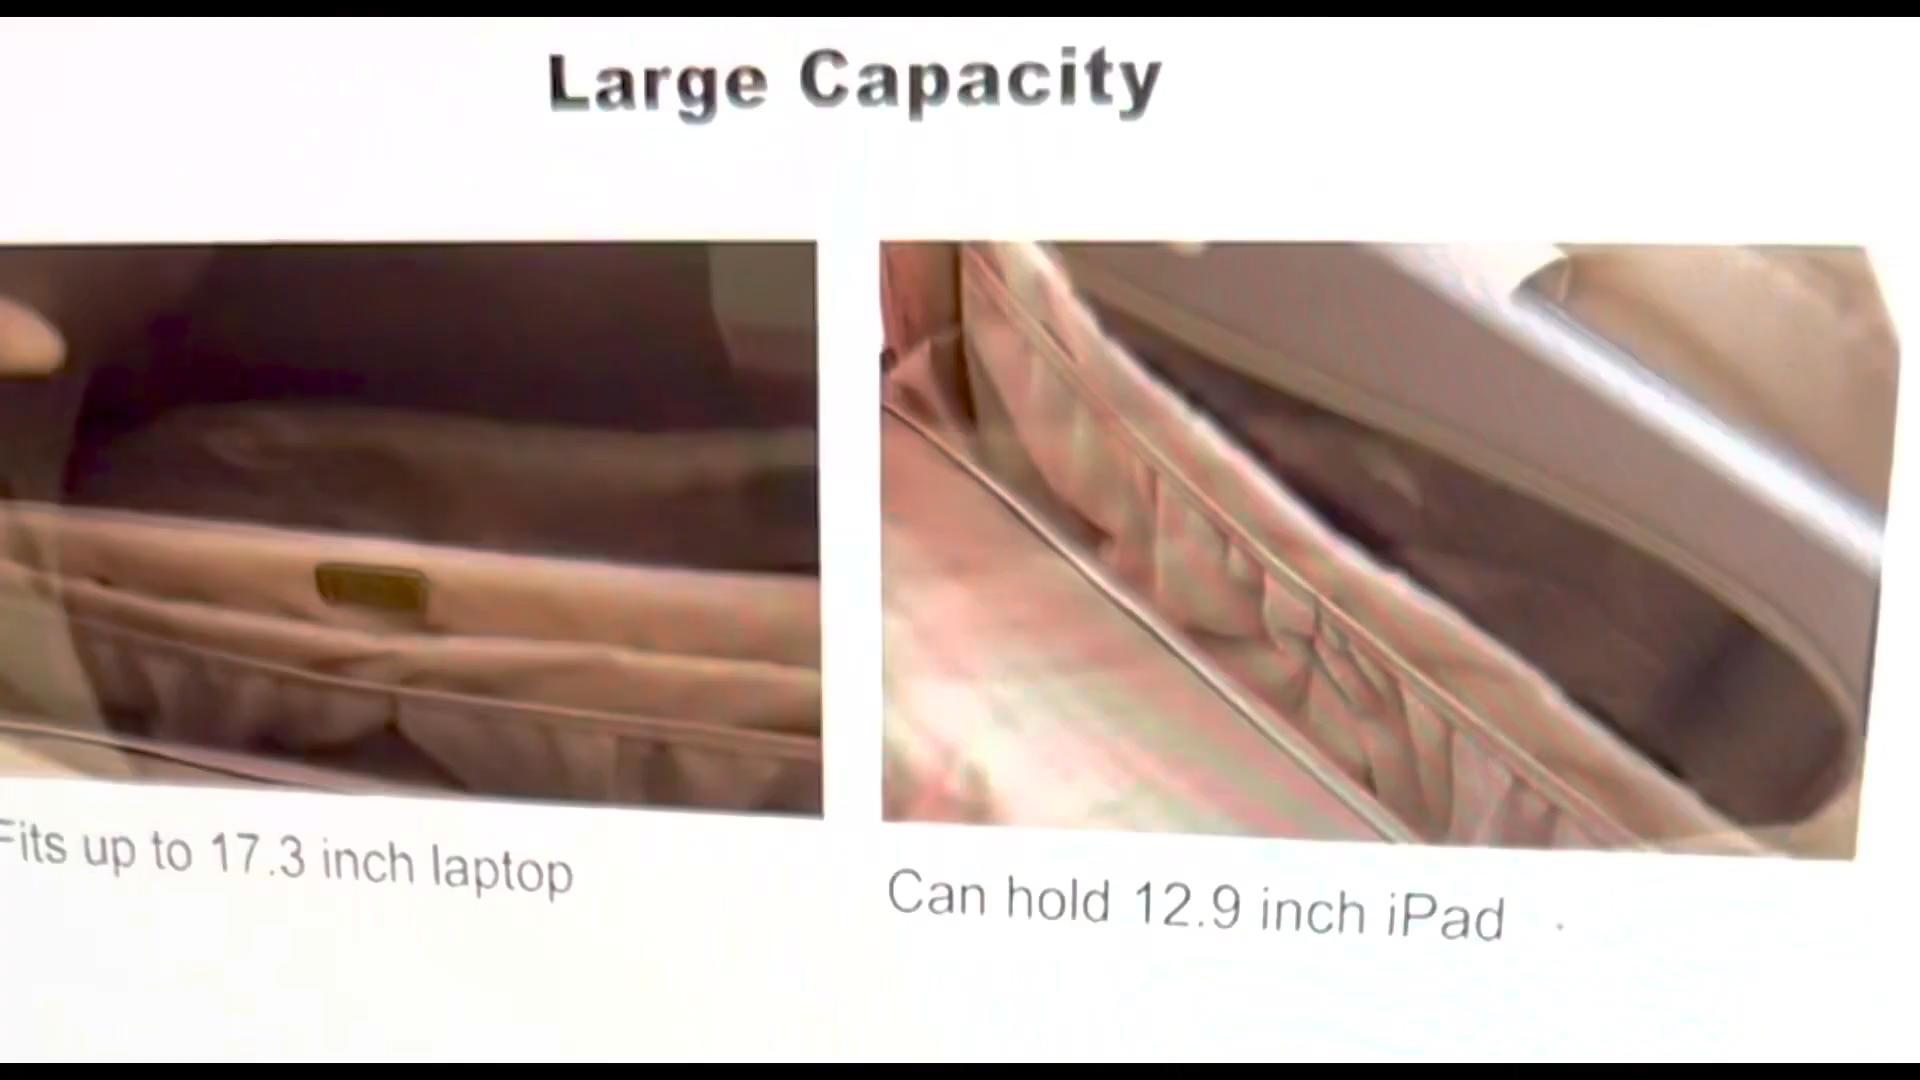 Large Capacity
Fits up to 17.3 inch laptop
Can hold 12.9 inch iPad